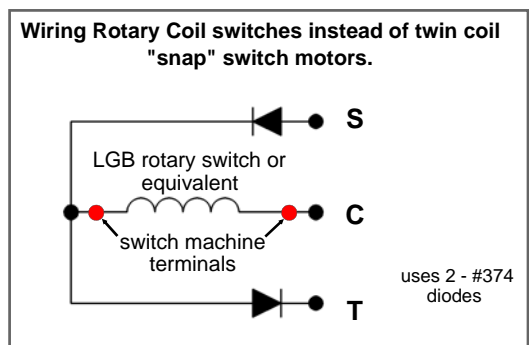 Wiring Rotary Coil switches instead of twin coil
"snap" switch motors.
S
LGB rotary switch or
equivalent
C
switch machine
terminals
uses 2 - #374
diodes
T